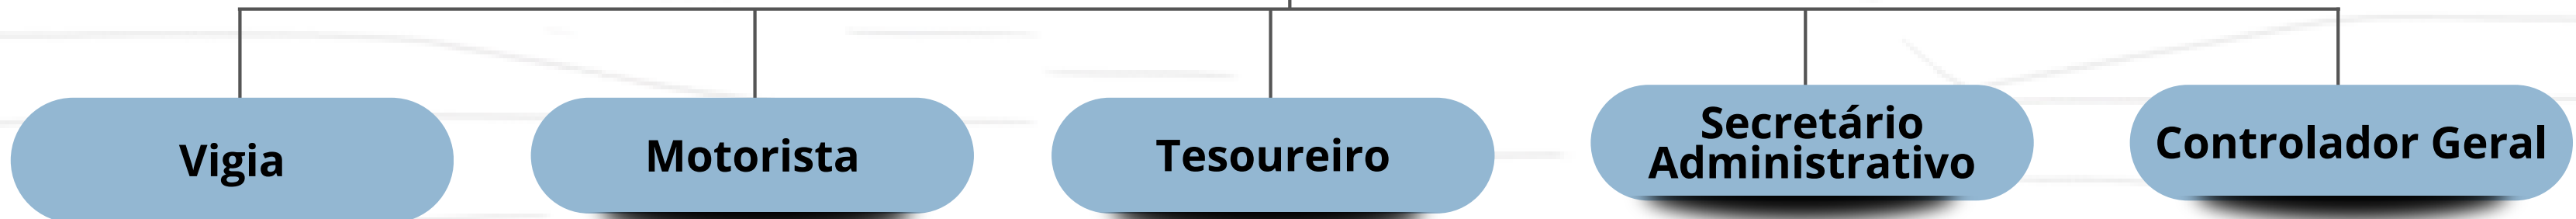 Vigia
Motorista
Tesoureiro
Secretário
Administrativo
Controlador Geral